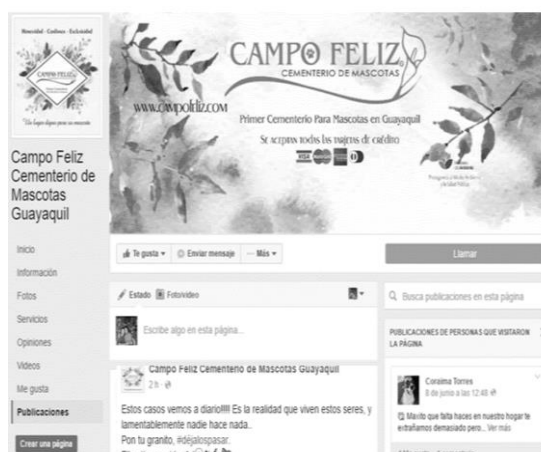 Honestidad · Confianza · Exclusividad
CAMPO FELIZ
"Un lugar digno para su mascota"
Campo Feliz
Cementerio de
Mascotas
Guayaquil
Inicio
Información
Fotos
Servicios
Opiniones
Videos
Me gusta
Publicaciones
Crear una página
CAMPO FELIZ
CEMENTERIO DE MASCOTAS
www.campofeliz.com
Primer Cementerio Para Mascotas en Guayaquil
Se aceptan todas las tarjetas de crédito
VISA
Te gusta
Enviar mensaje
Más
Llamar
Estado
Foto/video
Escribe algo en esta página...
Campo Feliz Cementerio de Mascotas Guayaquil
2 h ·
Estos casos vemos a diario!!!! Es la realidad que viven estos seres, y
lamentablemente nadie hace nada..
Pon tu granito, #déjalospasar.
Busca publicaciones en esta página
PUBLICACIONES DE PERSONAS QUE VISITARON
LA PÁGINA
Coraima Torres
8 de junio a las 12:48
Maxito que falta haces en nuestro hogar te
extrañamos demasiado pero... Ver más